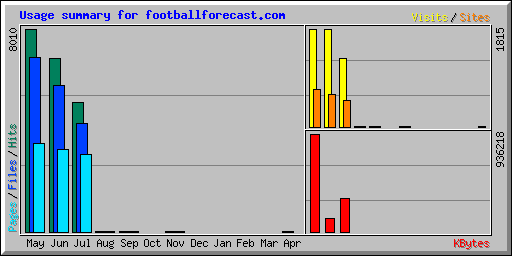 Usage summary for footballforecast.com
Visits/Sites
8010
1815
Pages/Files/Hits
936218
May Jun Jul Aug Sep Oct Nov Dec Jan Feb Mar Apr
KBytes